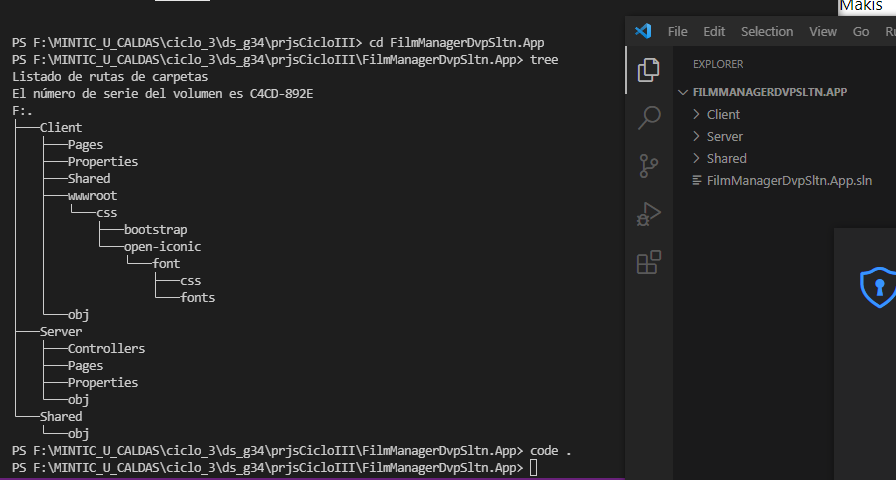 PS F:\MINTIC_U_CALDAS\ciclo_3\ds_g34\prjsCicloIII> cd FilmManagerDvpSltn.App
PS F:\MINTIC_U_CALDAS\ciclo_3\ds_g34\prjsCicloIII\FilmManagerDvpSltn.App> tree
Listado de rutas de carpetas
El número de serie del volumen es C4CD-892E
F:.
├───Client
│   ├───Pages
│   ├───Properties
│   ├───Shared
│   ├───wwwroot
│   │   └───css
│   │       ├───bootstrap
│   │       └───open-iconic
│   │           └───font
│   │               ├───css
│   │               └───fonts
│   └───obj
├───Server
│   ├───Controllers
│   ├───Pages
│   ├───Properties
│   └───obj
└───Shared
    └───obj
PS F:\MINTIC_U_CALDAS\ciclo_3\ds_g34\prjsCicloIII\FilmManagerDvpSltn.App> code .
PS F:\MINTIC_U_CALDAS\ciclo_3\ds_g34\prjsCicloIII\FilmManagerDvpSltn.App>
Makis
File Edit Selection View Go
EXPLORER
FILMMANAGERDVPSLTN.APP
Client
Server
Shared
FilmManagerDvpSltn.App.sln